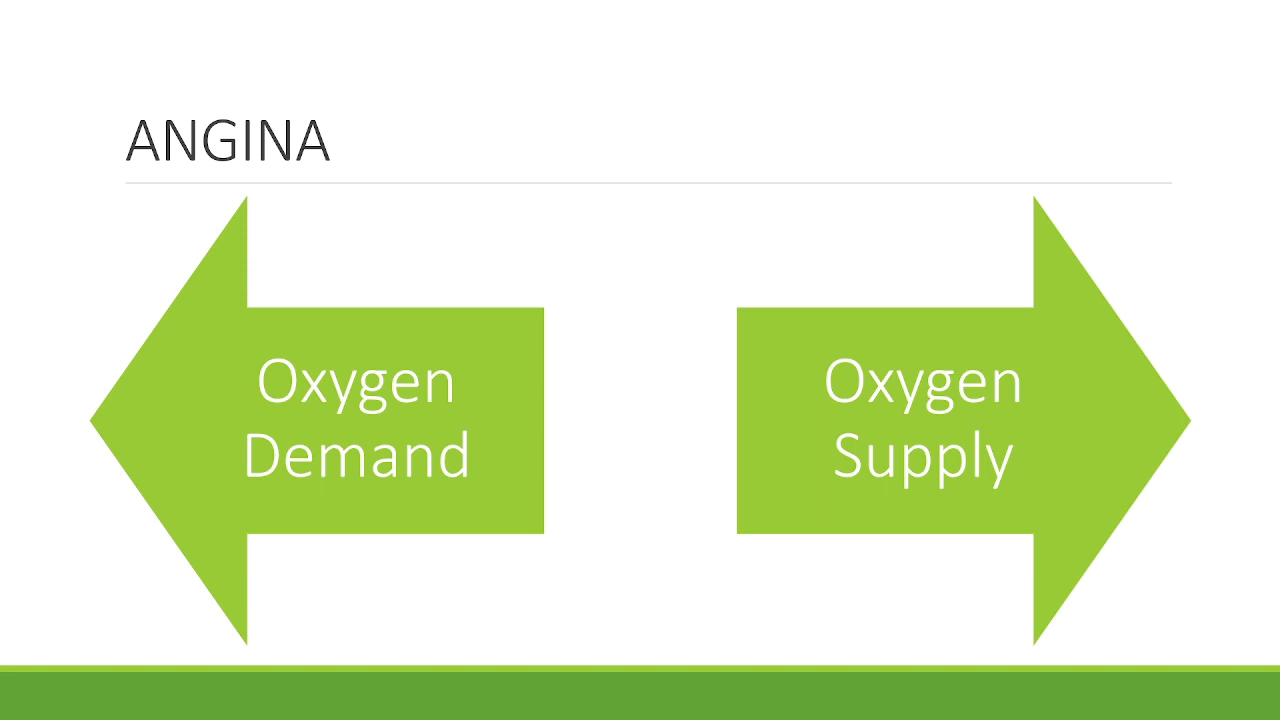 ANGINA
Oxygen
Demand
Oxygen
Supply